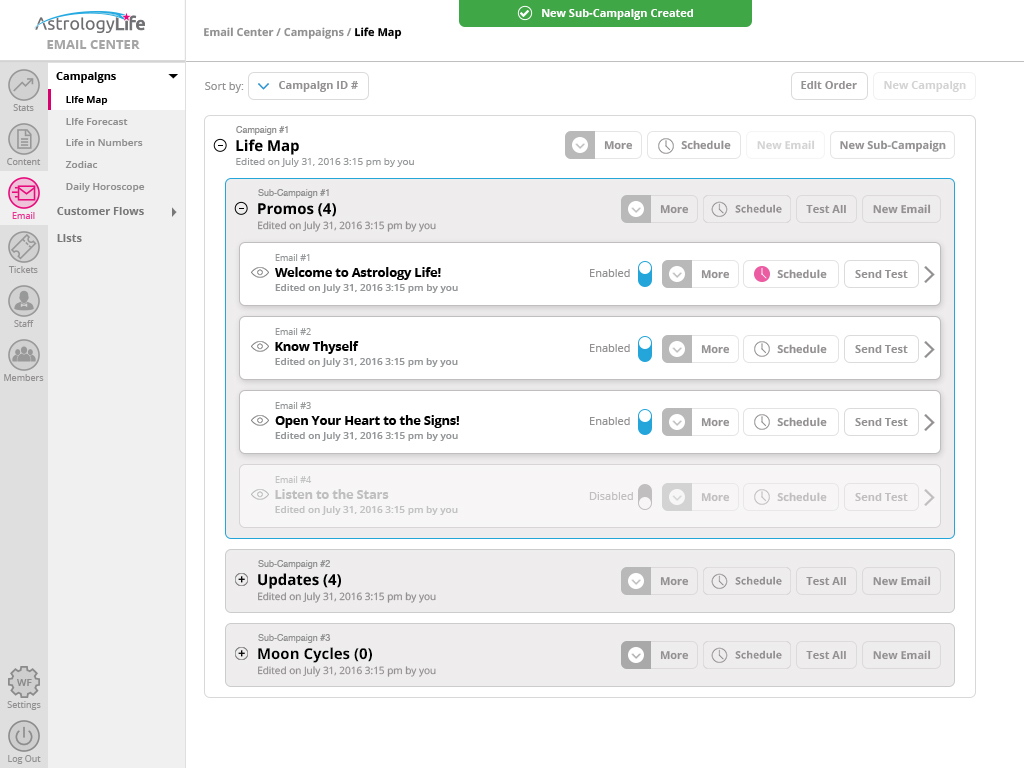 New Sub-Campaign Created
AstrologyLife
EMAIL CENTER
Email Center / Campaigns / Life Map
Stats
Content
Email
Tickets
Staff
Members
WF
Settings
Log Out
Campaigns
LIfe Map
LIfe Forecast
Life in Numbers
Zodiac
Daily Horoscope
Customer Flows
LIsts
Sort by: Campaign ID #
EdIt Order New Campaign
Campaign #1
Life Map
Edited on July 31, 2016 3:15 pm by you
More Schedule New Email New Sub-Campaign
Sub-Campaign #1
Promos (4)
Edited on July 31, 2016 3:15 pm by you
More Schedule Test All New Email
Email #1
Welcome to Astrology Life!
Edited on July 31, 2016 3:15 pm by you
Enabled More Schedule Send Test
Email #2
Know Thyself
Edited on July 31, 2016 3:15 pm by you
Enabled More Schedule Send Test
Email #3
Open Your Heart to the Signs!
Edited on July 31, 2016 3:15 pm by you
Enabled More Schedule Send Test
Email #4
Listen to the Stars
Edited on July 31, 2016 3:15 pm by you
Disabled More Schedule Send Test
Sub-Campaign #2
Updates (4)
Edited on July 31, 2016 3:15 pm by you
More Schedule Test All New Email
Sub-Campaign #3
Moon Cycles (0)
Edited on July 31, 2016 3:15 pm by you
More Schedule Test All New Email